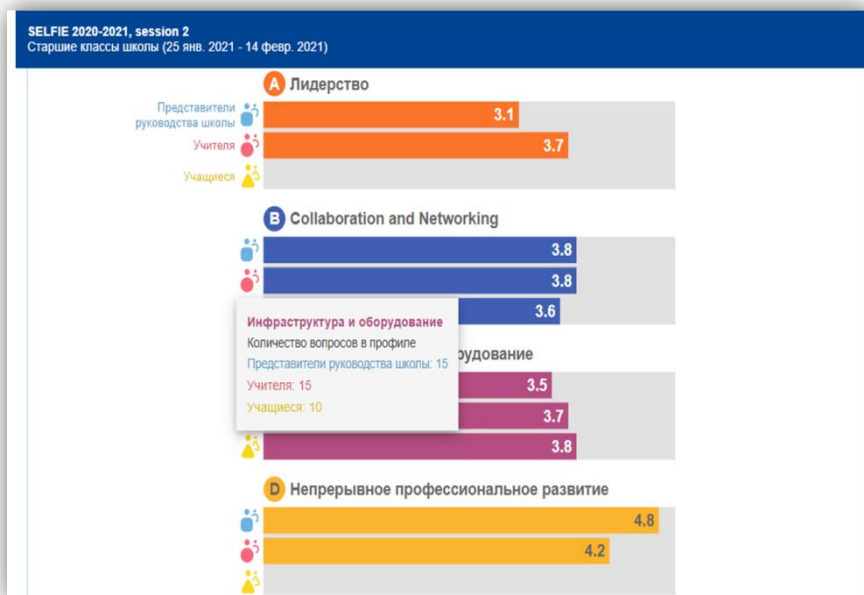 SELFIE 2020-2021, session 2
Старшие классы школы (25 янв. 2021 - 14 февр. 2021)
A Лидерство
Представители
руководства школы
3.1
Учителя
3.7
Учащиеся
B Collaboration and Networking
3.8
3.8
3.6
Инфраструктура и оборудование
Количество вопросов в профиле
Представители руководства школы: 15
Учителя: 15
Учащиеся: 10
рудование
3.5
3.7
3.8
D Непрерывное профессиональное развитие
4.8
4.2